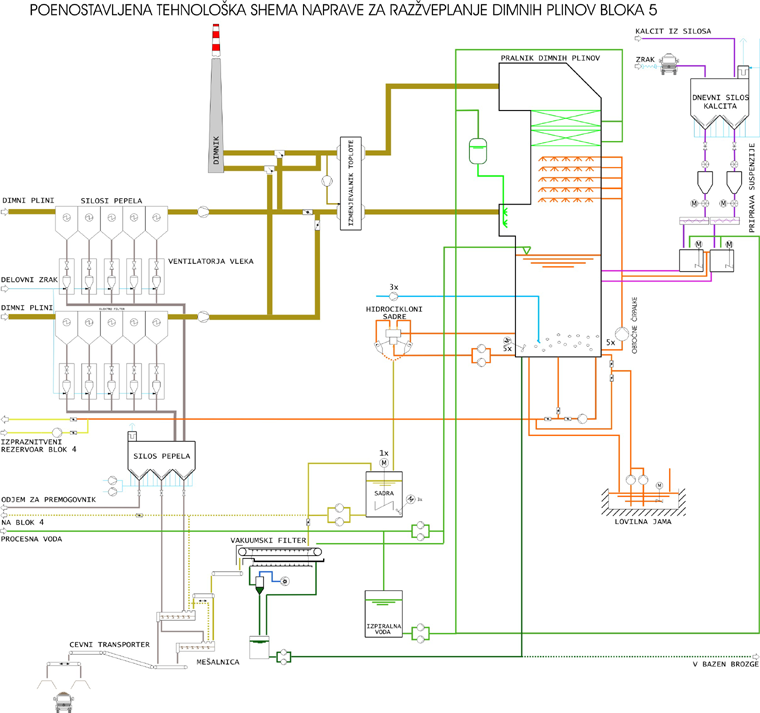 POENOSTAVLJENA TEHNOLOŠKA SHEMA NAPRAVE ZA RAZŽVEPLANJE DIMNIH PLINOV BLOKA 5
KALCIT IZ SILOSA
PRALNIK DIMNIH PLINOV
ZRAK
DNEVNI SILOS
KALCITA
DIMNIK
IZMENJEVALNIK TOPLOTE
PRIPRAVA SUSPENZIJE
DIMNI PLINI
SILOSI PEPELA
M
M
M
M
VENTILATORJA VLEKA
DELOVNI ZRAK
3x
DIMNI PLINI
HIDROCIKLONI
SADRE
OBTOČNE ČRPALKE
5x
5x
IZPRAZNITVENI
REZERVOAR BLOK 4
SILOS PEPELA
1x
M
SADRA
ODJEM ZA PREMOGOVNIK
LOVILNA JAMA
NA BLOK 4
PROCESNA VODA
VAKUUMSKI FILTER
IZPIRALNA
VODA
CEVNI TRANSPORTER
MEŠALNICA
V BAZEN BROZGE